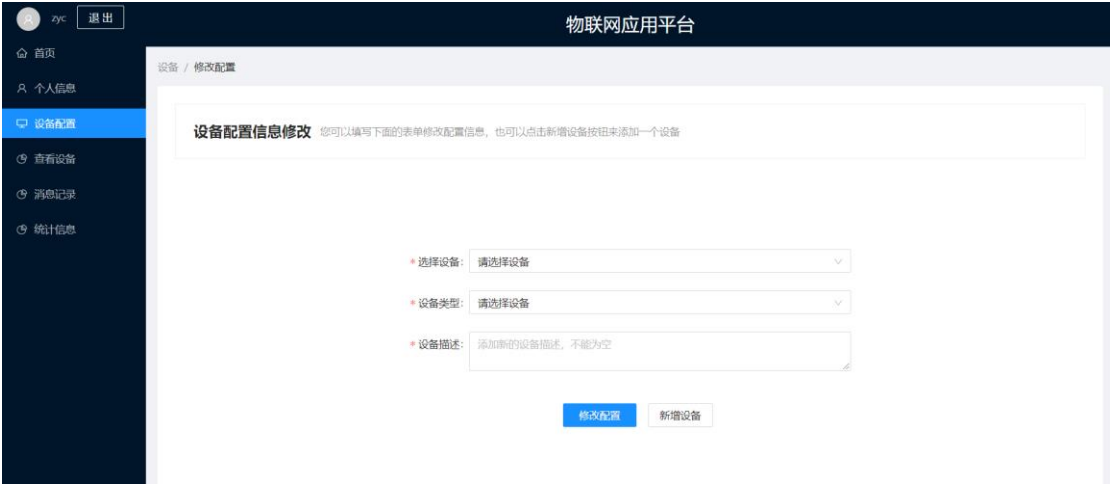 zyc 退出 物联网应用平台
首页
设备 / 修改配置
个人信息
设备配置
设备配置信息修改 您可以填写下面的表单修改配置信息，也可以点击新增设备按钮来添加一个设备
查看设备
消息记录
统计信息
* 选择设备: 请选择设备
* 设备类型: 请选择设备
* 设备描述: 添加新的设备描述，不能为空
修改配置 新增设备